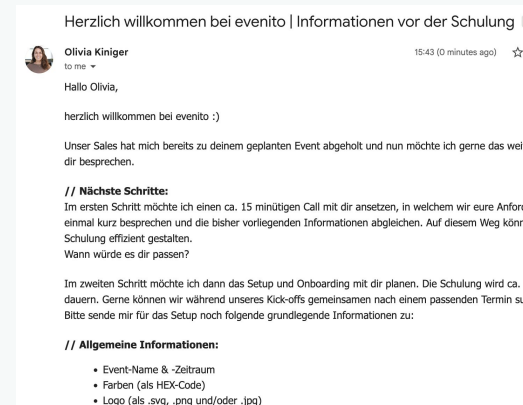 Herzlich willkommen bei evenito | Informationen vor der Schulung
Olivia Kiniger
15:43 (0 minutes ago)
to me
Hallo Olivia,
herzlich willkommen bei evenito :)
Unser Sales hat mich bereits zu deinem geplanten Event abgeholt und nun möchte ich gerne das
dir besprechen.
// Nächste Schritte:
Im ersten Schritt möchte ich einen ca. 15 minütigen Call mit dir ansetzen, in welchem wir eure
einmal kurz besprechen und die bisher vorliegenden Informationen abgleichen. Auf diesem Weg
Schulung effizient gestalten.
Wann würde es dir passen?
Im zweiten Schritt möchte ich dann das Setup und Onboarding mit dir planen. Die Schulung wird ca.
dauern. Gerne können wir während unseres Kick-offs gemeinsamen nach einem passenden Termin
Bitte sende mir für das Setup noch folgende grundlegende Informationen zu:
// Allgemeine Informationen:
• Event-Name & -Zeitraum
• Farben (als HEX-Code)
• Logo (als .svg, .png und/oder .jpg)